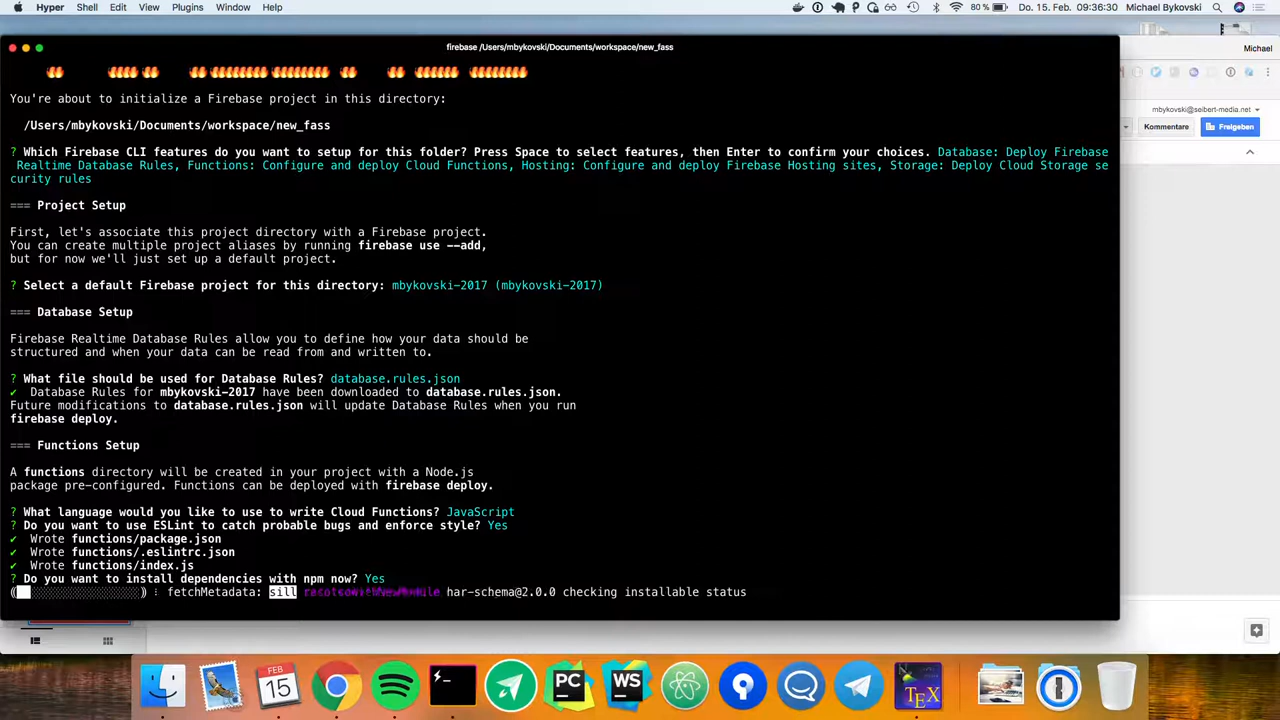 Hyper Shell Edit View Plugins Window Help
80 % Do. 15. Feb. 09:36:30 Michael Bykovski
firebase /Users/mbykovski/Documents/workspace/new_fass
Michael
You're about to initialize a Firebase project in this directory:
/Users/mbykovski/Documents/workspace/new_fass
mbykovski@seibert-media.net
Kommentare Freigeben
? Which Firebase CLI features do you want to setup for this folder? Press Space to select features, then Enter to confirm your choices. Database: Deploy Firebase
Realtime Database Rules, Functions: Configure and deploy Cloud Functions, Hosting: Configure and deploy Firebase Hosting sites, Storage: Deploy Cloud Storage se
curity rules
=== Project Setup
First, let's associate this project directory with a Firebase project.
You can create multiple project aliases by running firebase use --add,
but for now we'll just set up a default project.
? Select a default Firebase project for this directory: mbykovski-2017 (mbykovski-2017)
=== Database Setup
Firebase Realtime Database Rules allow you to define how your data should be
structured and when your data can be read from and written to.
? What file should be used for Database Rules? database.rules.json
✔ Database Rules for mbykovski-2017 have been downloaded to database.rules.json.
Future modifications to database.rules.json will update Database Rules when you run
firebase deploy.
=== Functions Setup
A functions directory will be created in your project with a Node.js
package pre-configured. Functions can be deployed with firebase deploy.
? What language would you like to use to write Cloud Functions? JavaScript
? Do you want to use ESLint to catch probable bugs and enforce style? Yes
✔ Wrote functions/package.json
✔ Wrote functions/.eslintrc.json
✔ Wrote functions/index.js
? Do you want to install dependencies with npm now? Yes
fetchMetadata: sill har-schema@2.0.0 checking installable status
FEB
15
PC
WS
TEX